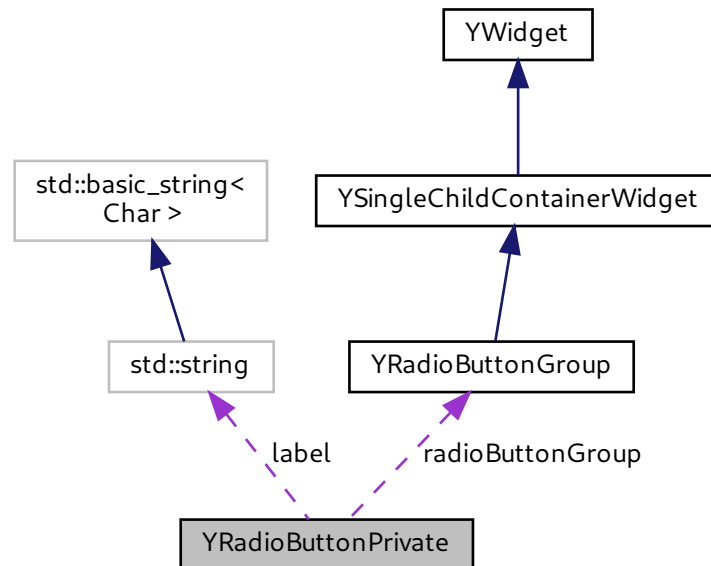 YWidget
std::basic_string<
Char >
YSingleChildContainerWidget
std::string
YRadioButtonGroup
label
radioButtonGroup
YRadioButtonPrivate